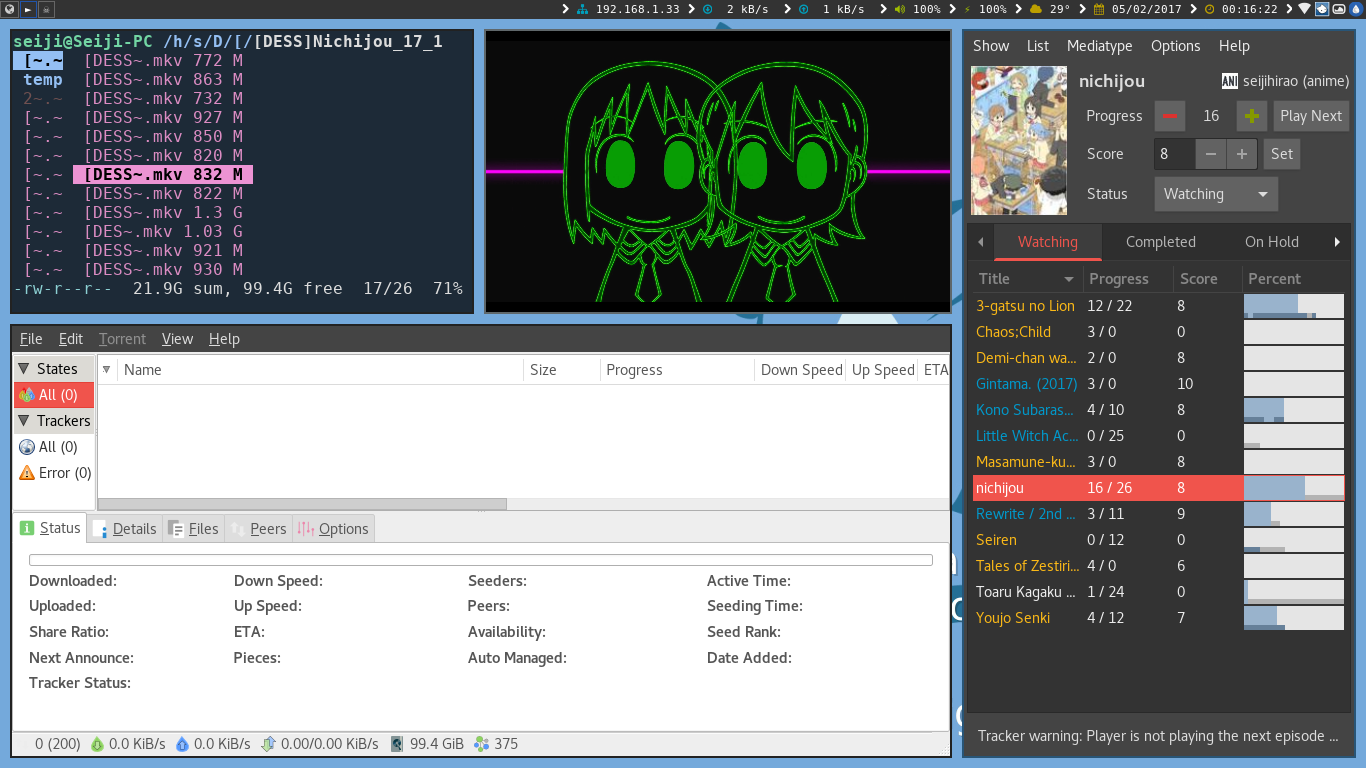 192.168.1.33 2 kB/s 1 kB/s 100% 100% 29° 05/02/2017 00:16:22
seiji@Seiji-PC /h/s/D/[/[DESS]Nichijou_17_1
[~.~ [DESS~.mkv 772 M
temp [DESS~.mkv 863 M
2~.~ [DESS~.mkv 732 M
[~.~ [DESS~.mkv 927 M
[~.~ [DESS~.mkv 850 M
[~.~ [DESS~.mkv 820 M
[~.~ [DESS~.mkv 832 M
[~.~ [DESS~.mkv 822 M
[~.~ [DESS~.mkv 1.3 G
[~.~ [DES~.mkv 1.03 G
[~.~ [DESS~.mkv 921 M
[~.~ [DESS~.mkv 930 M
-rw-r--r-- 21.9G sum, 99.4G free 17/26 71%
File Edit Torrent View Help
States
All (0)
Trackers
All (0)
Error (0)
Name Size Progress Down Speed Up Speed ETA
Status Details Files Peers Options
Downloaded: Down Speed: Seeders: Active Time:
Uploaded: Up Speed: Peers: Seeding Time:
Share Ratio: ETA: Availability: Seed Rank:
Next Announce: Pieces: Auto Managed: Date Added:
Tracker Status:
0 (200) 0.0 KiB/s 0.0 KiB/s 0.00/0.00 KiB/s 99.4 GiB 375
Show List Mediatype Options Help
nichijou ANI seijihirao (anime)
Progress 16 Play Next
Score 8 Set
Status Watching
Watching Completed On Hold
Title Progress Score Percent
3-gatsu no Lion 12 / 22 8
Chaos;Child 3 / 0 0
Demi-chan wa... 2 / 0 8
Gintama. (2017) 3 / 0 10
Kono Subaras... 4 / 10 8
Little Witch Ac... 0 / 25 0
Masamune-ku... 3 / 0 8
nichijou 16 / 26 8
Rewrite / 2nd ... 3 / 11 9
Seiren 0 / 12 0
Tales of Zestiri... 4 / 0 6
Toaru Kagaku ... 1 / 24 0
Youjo Senki 4 / 12 7
Tracker warning: Player is not playing the next episode ...